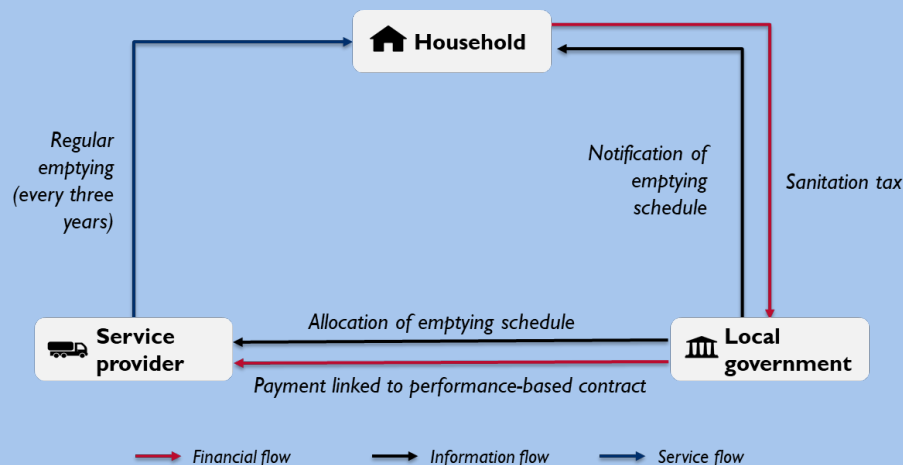 Household
Regular
emptying
(every three
years)
Notification of
emptying
schedule
Sanitation tax
Allocation of emptying schedule
Service
provider
Local
government
Payment linked to performance-based contract
Financial flow
Information flow
Service flow